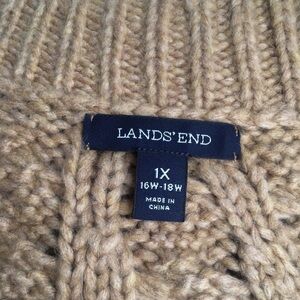 LANDS' END
1X
16W-18W
MADE IN
CHINA